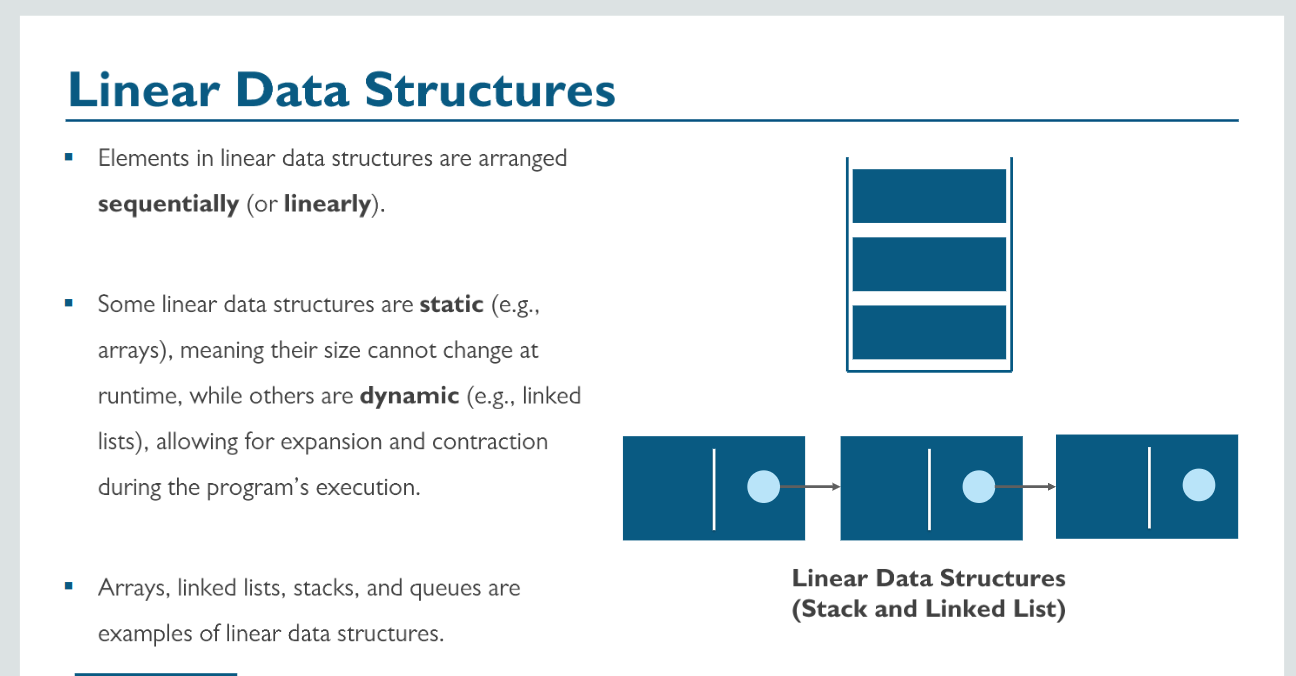 Linear Data Structures
Elements in linear data structures are arranged
sequentially (or linearly).
Some linear data structures are static (e.g.,
arrays), meaning their size cannot change at
runtime, while others are dynamic (e.g., linked
lists), allowing for expansion and contraction
during the program’s execution.
Arrays, linked lists, stacks, and queues are
examples of linear data structures.
Linear Data Structures
(Stack and Linked List)